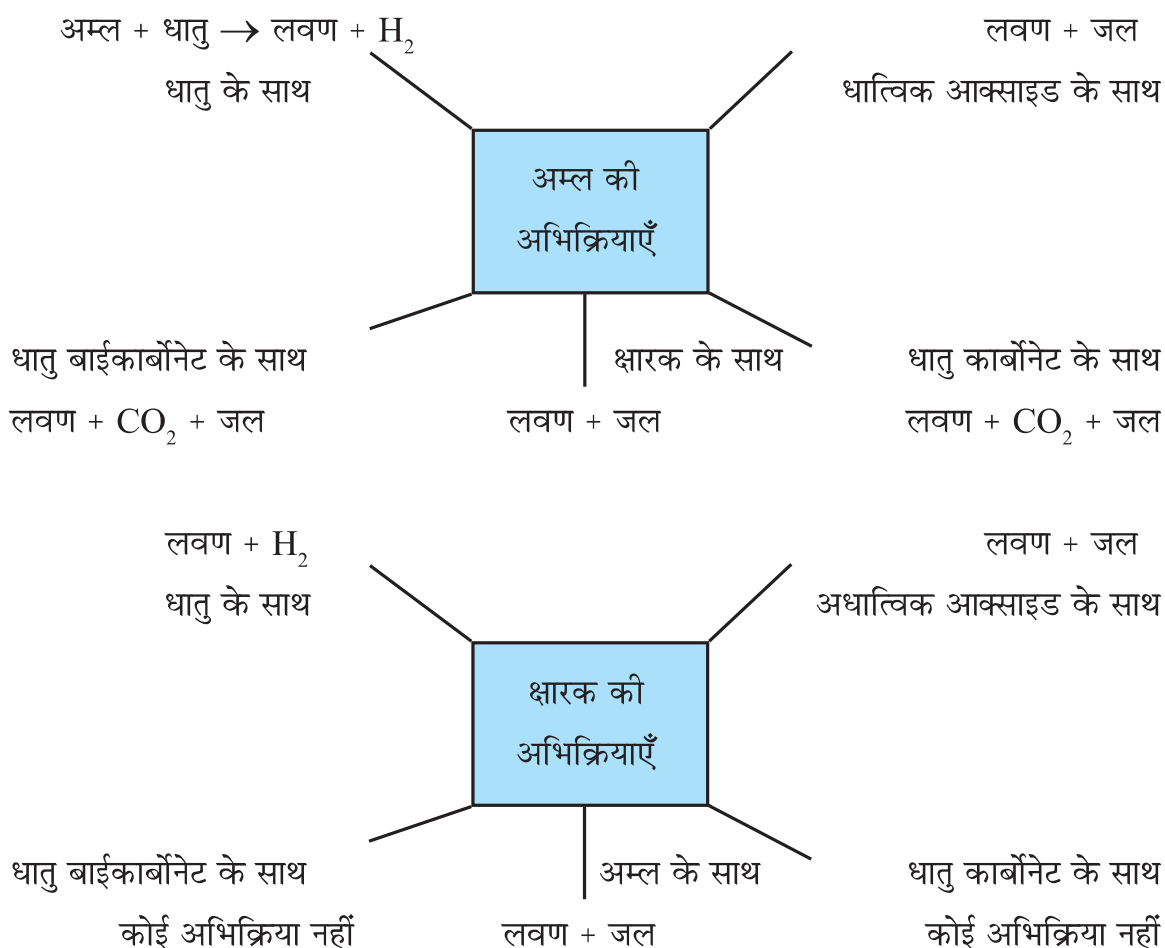 अम्ल + धातु → लवण + H₂
धातु के साथ
लवण + जल
धात्विक आक्साइड के साथ
अम्ल की
अभिक्रियाएँ
धातु बाईकार्बोनेट के साथ
लवण + CO₂ + जल
क्षारक के साथ
लवण + जल
धातु कार्बोनेट के साथ
लवण + CO₂ + जल
लवण + H₂
धातु के साथ
लवण + जल
अधात्विक आक्साइड के साथ
क्षारक की
अभिक्रियाएँ
धातु बाईकार्बोनेट के साथ
कोई अभिक्रिया नहीं
अम्ल के साथ
लवण + जल
धातु कार्बोनेट के साथ
कोई अभिक्रिया नहीं